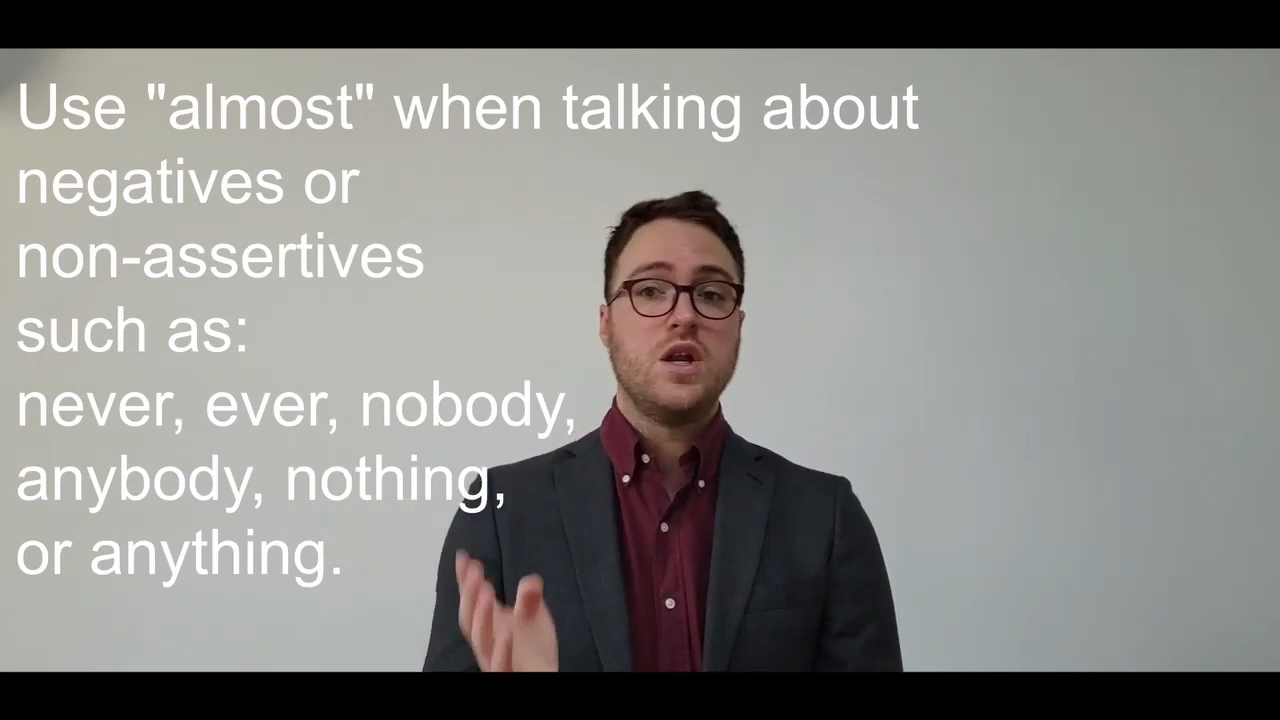 Use "almost" when talking about
negatives or
non-assertives
such as:
never, ever, nobody,
anybody, nothing,
or anything.